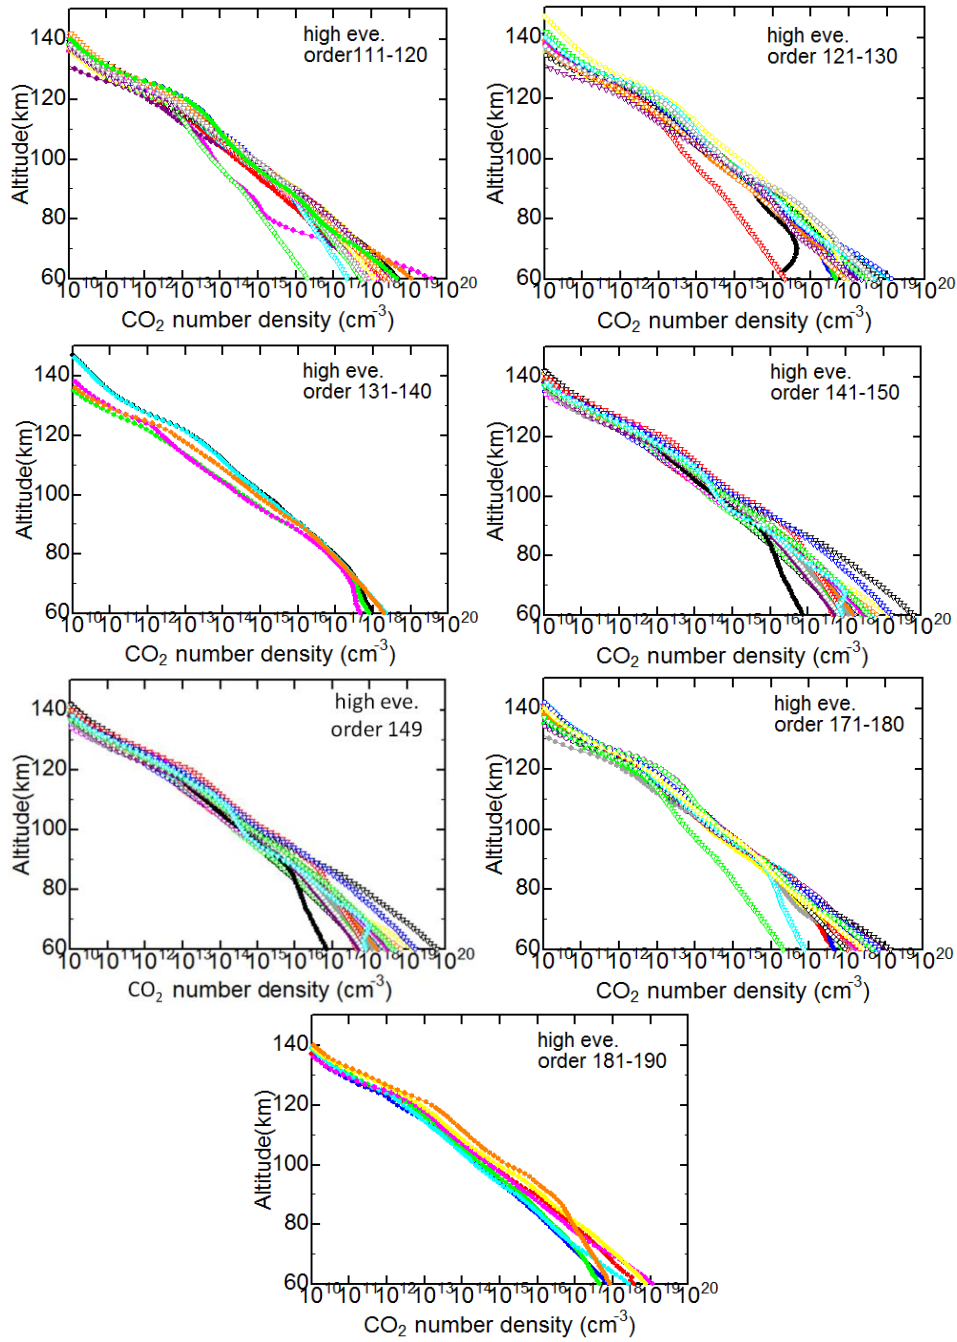 high eve.
order111-120
Altitude(km)
140
120
100
80
60
10^10 10^11 10^12 10^13 10^14 10^15 10^16 10^17 10^18 10^19 10^20
CO₂ number density (cm⁻³)
high eve.
order 121-130
Altitude(km)
140
120
100
80
60
10^10 10^11 10^12 10^13 10^14 10^15 10^16 10^17 10^18 10^19 10^20
CO₂ number density (cm⁻³)
high eve.
order 131-140
Altitude(km)
140
120
100
80
60
10^10 10^11 10^12 10^13 10^14 10^15 10^16 10^17 10^18 10^19 10^20
CO₂ number density (cm⁻³)
high eve.
order 141-150
Altitude(km)
140
120
100
80
60
10^10 10^11 10^12 10^13 10^14 10^15 10^16 10^17 10^18 10^19 10^20
CO₂ number density (cm⁻³)
high eve.
order 149
Altitude(km)
140
120
100
80
60
10^10 10^11 10^12 10^13 10^14 10^15 10^16 10^17 10^18 10^19 10^20
CO₂ number density (cm⁻³)
high eve.
order 171-180
Altitude(km)
140
120
100
80
60
10^10 10^11 10^12 10^13 10^14 10^15 10^16 10^17 10^18 10^19 10^20
CO₂ number density (cm⁻³)
high eve.
order 181-190
Altitude(km)
140
120
100
80
60
10^10 10^11 10^12 10^13 10^14 10^15 10^16 10^17 10^18 10^19 10^20
CO₂ number density (cm⁻³)